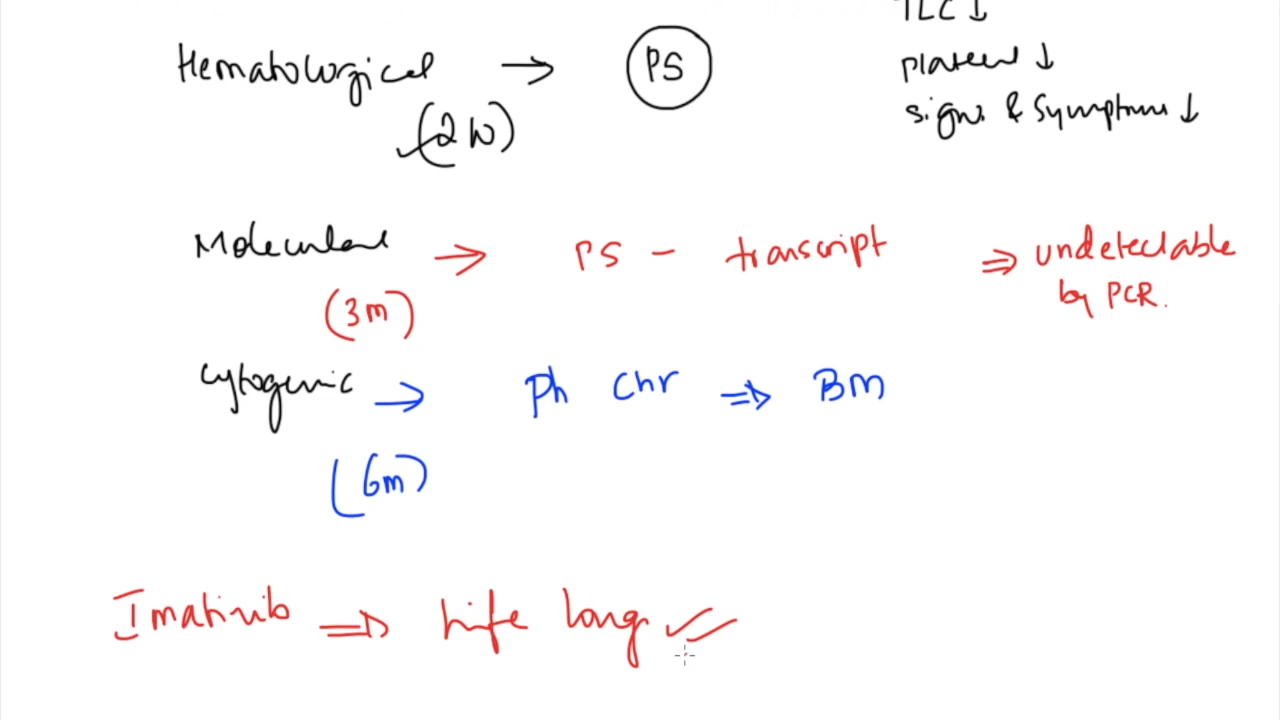 TLC ↓
Hematological → PS
Platelet ↓
signs & Symptoms ↓
(2 W)
Molecular → PS - transcript ⇒ undetectable
by PCR.
(3m)
Cytogenic → Ph Chr ⇒ BM
(6m)
Imatinib ⇒ Life long ✓✓